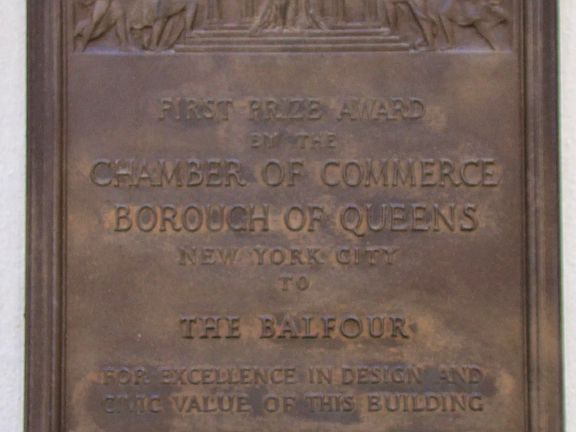 FIRST PRIZE AWARD
BY THE
CHAMBER OF COMMERCE
BOROUGH OF QUEENS
NEW YORK CITY
TO
THE BALFOUR
FOR EXCELLENCE IN DESIGN AND
CIVIC VALUE OF THIS BUILDING